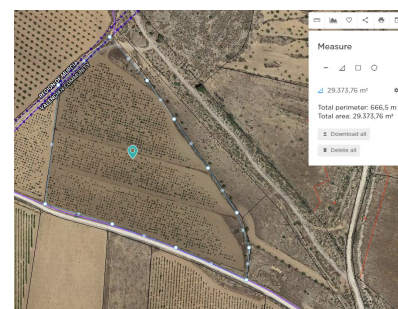 Measure
29.373,76 m²
Total perimeter: 666,5 m
Total area: 29.373,76 m²
Download all
Delete all